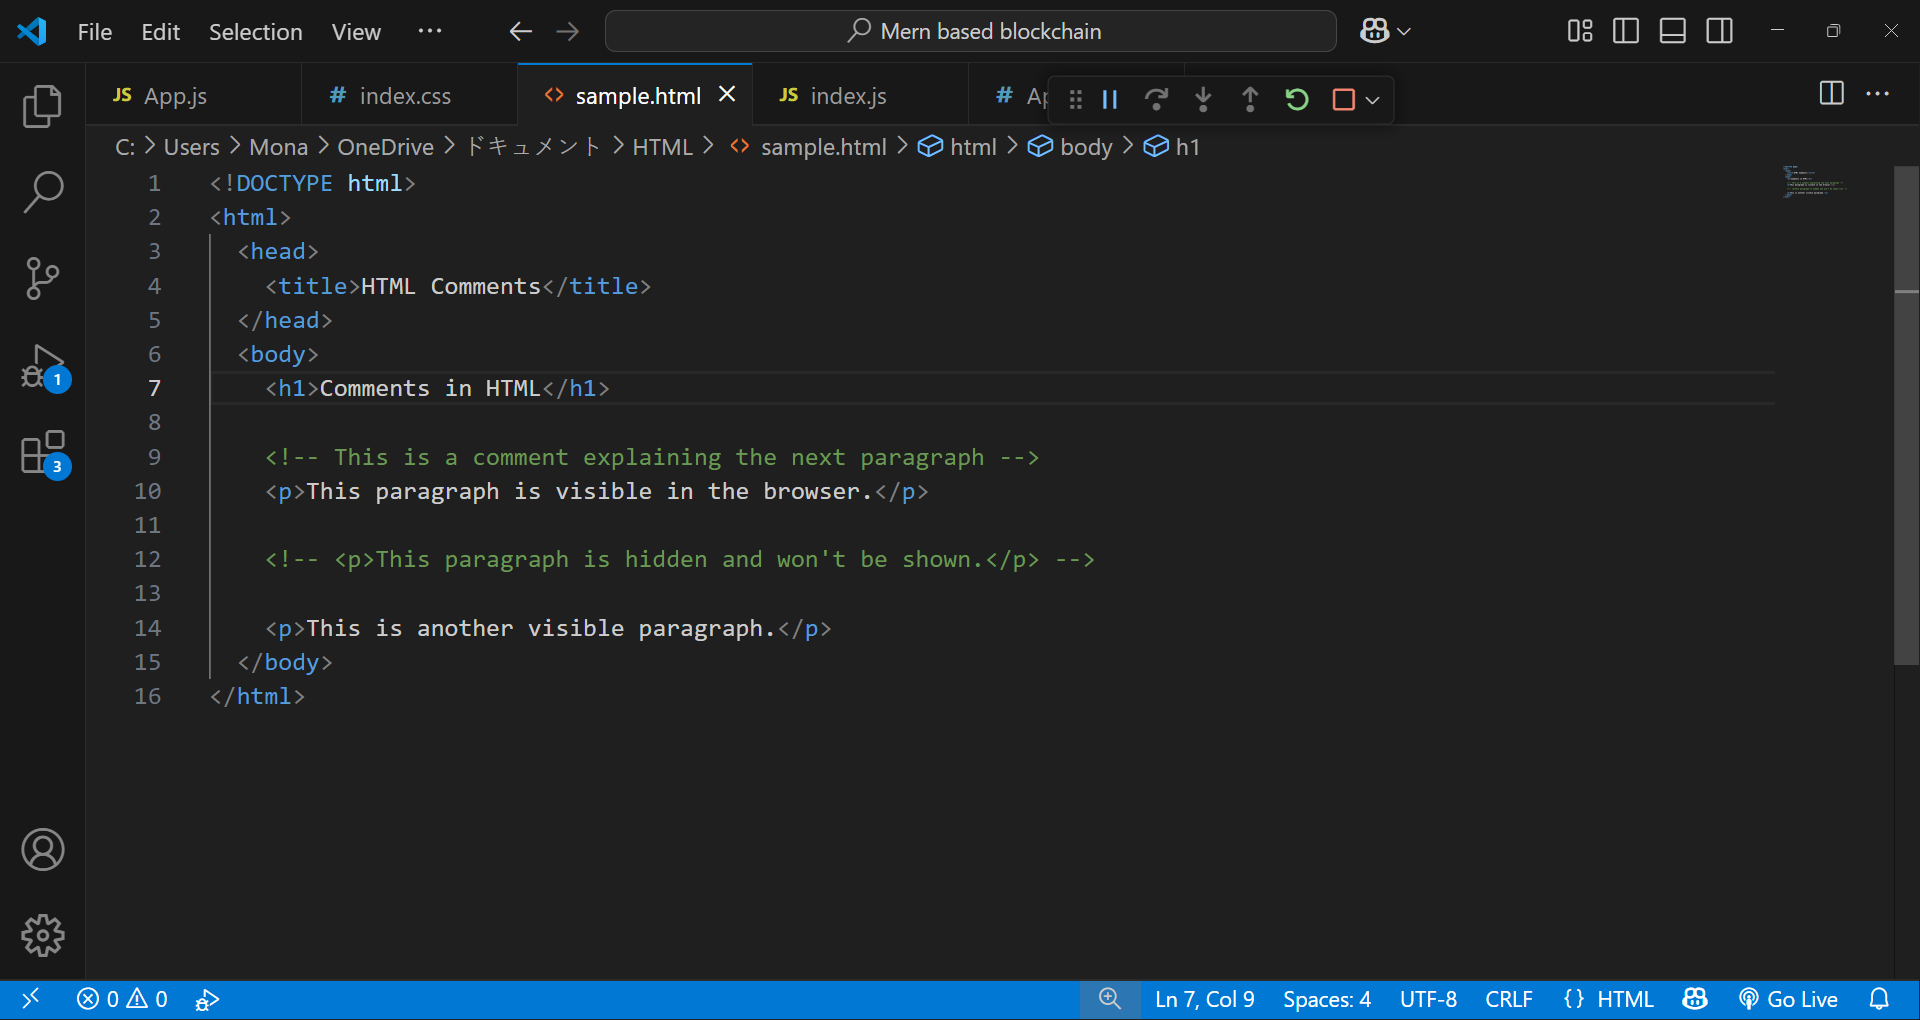 File Edit Selection View ··· Mern based blockchain
JS App.js # index.css <> sample.html JS index.js # Ap
C: > Users > Mona > OneDrive > ドキュメント > HTML > <> sample.html > html > body > h1
1 <!DOCTYPE html>
2 <html>
3 <head>
4 <title>HTML Comments</title>
5 </head>
6 <body>
7 <h1>Comments in HTML</h1>
8
9 <!-- This is a comment explaining the next paragraph -->
10 <p>This paragraph is visible in the browser.</p>
11
12 <!-- <p>This paragraph is hidden and won't be shown.</p> -->
13
14 <p>This is another visible paragraph.</p>
15 </body>
16 </html>
1
3
0 0 Ln 7, Col 9 Spaces: 4 UTF-8 CRLF {} HTML Go Live